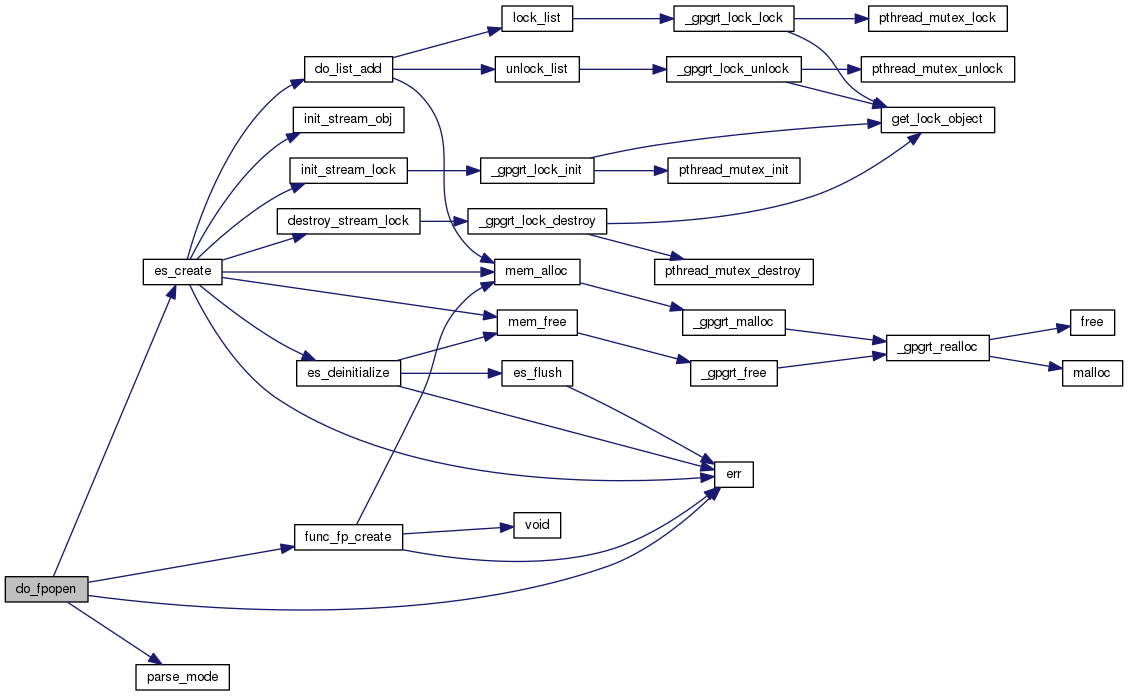 lock_list
_gpgrt_lock_lock
pthread_mutex_lock
do_list_add
unlock_list
_gpgrt_lock_unlock
pthread_mutex_unlock
init_stream_obj
get_lock_object
init_stream_lock
_gpgrt_lock_init
pthread_mutex_init
destroy_stream_lock
_gpgrt_lock_destroy
es_create
mem_alloc
pthread_mutex_destroy
mem_free
_gpgrt_malloc
free
_gpgrt_realloc
es_deinitialize
es_flush
_gpgrt_free
malloc
err
func_fp_create
void
do_fpopen
parse_mode